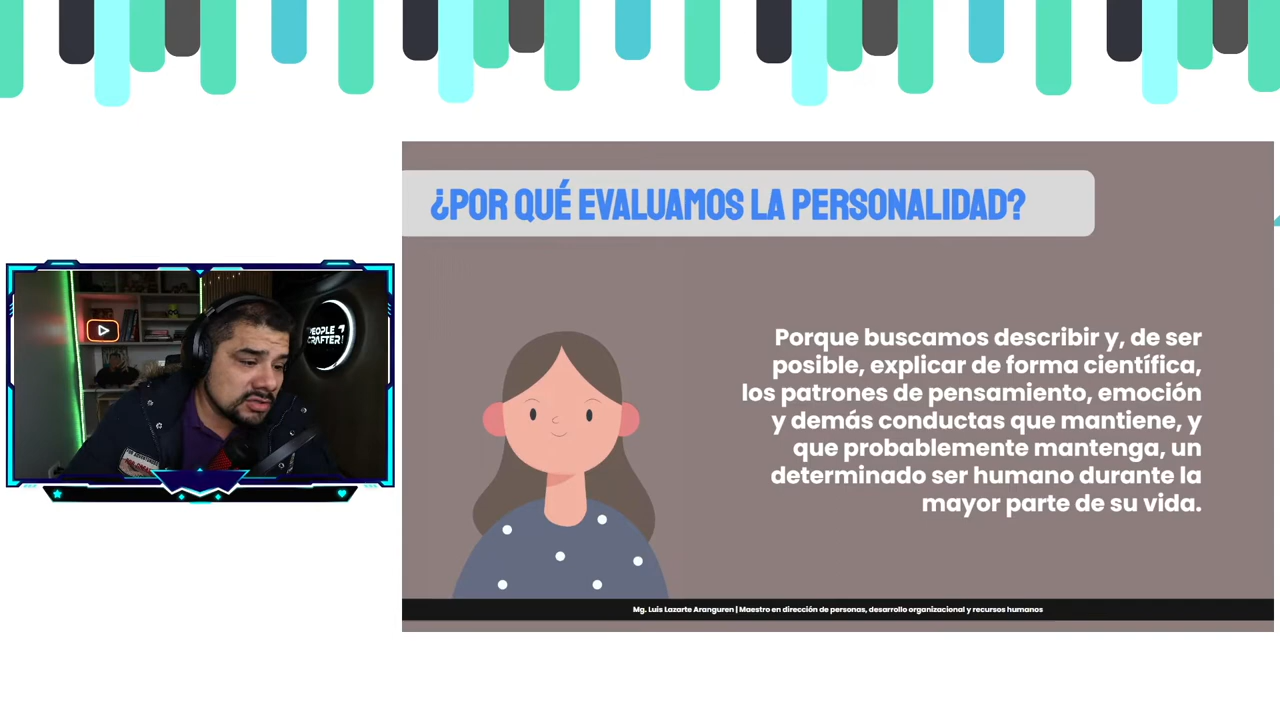 ¿POR QUÉ EVALUAMOS LA PERSONALIDAD?
PEOPLE
CRAFTER
Porque buscamos describir y, de ser
posible, explicar de forma científica,
los patrones de pensamiento, emoción
y demás conductas que mantiene, y
que probablemente mantenga, un
determinado ser humano durante la
mayor parte de su vida.
Mg. Luis Lazarte Aranguren | Maestro en dirección de personas, desarrollo organizacional y recursos humanos